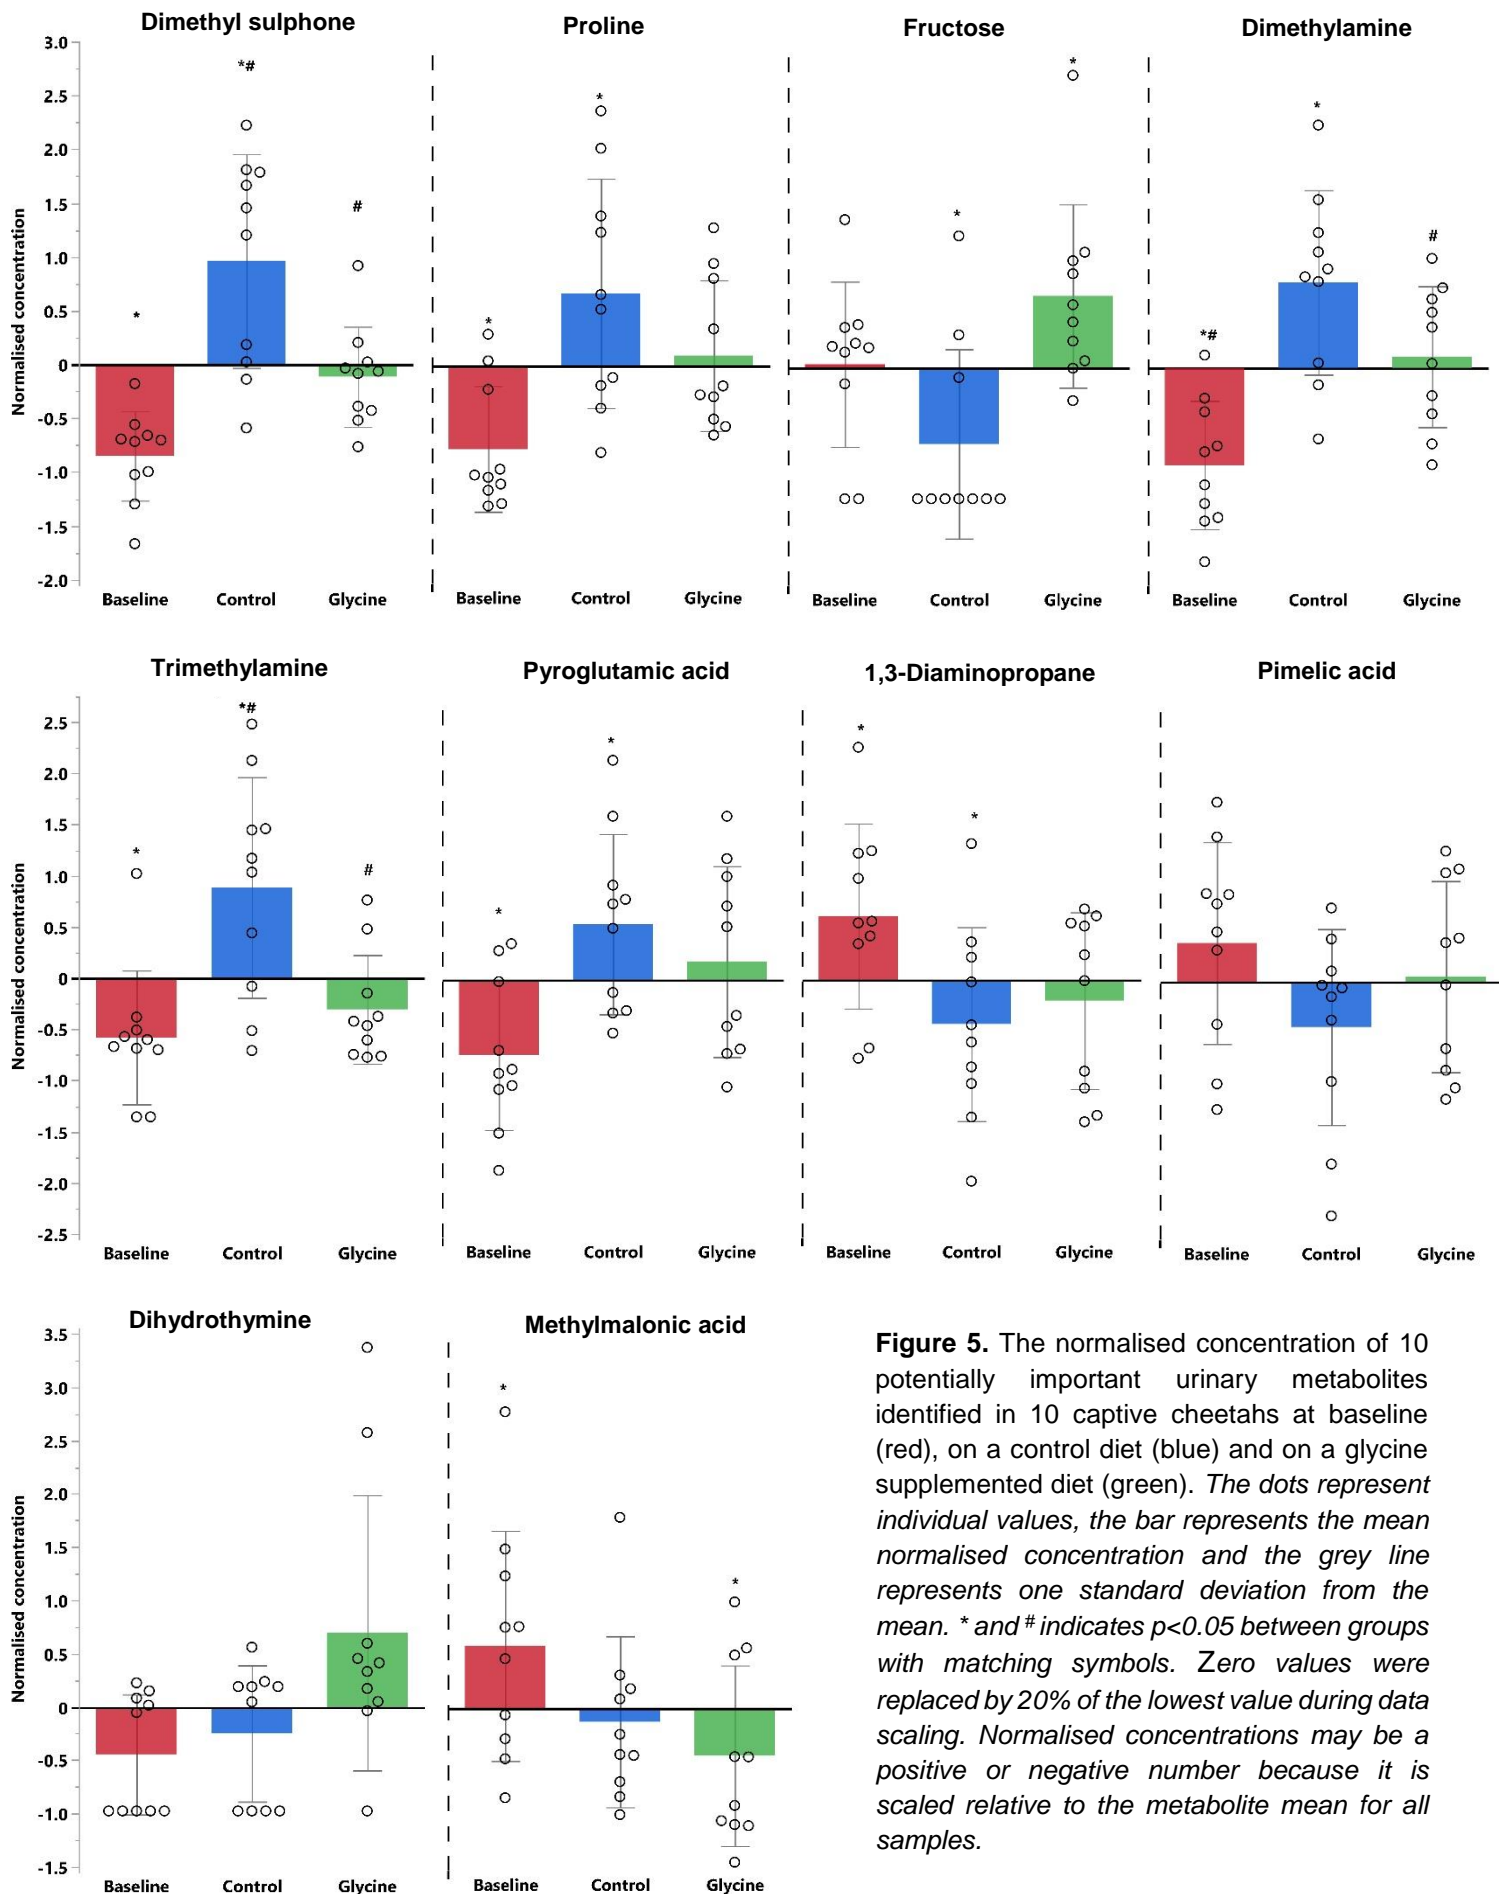 Dimethyl sulphone Proline Fructose Dimethylamine
Normalised concentration
3.0
2.5
2.0
1.5
1.0
0.5
0
-0.5
-1.0
-1.5
-2.0
* *# #
* *
* *
*# * #
Baseline Control Glycine Baseline Control Glycine Baseline Control Glycine Baseline Control Glycine
Trimethylamine Pyroglutamic acid 1,3-Diaminopropane Pimelic acid
Normalised concentration
2.5
2.0
1.5
1.0
0.5
0
-0.5
-1.0
-1.5
-2.0
-2.5
* *# #
* *
* *
Baseline Control Glycine Baseline Control Glycine Baseline Control Glycine Baseline Control Glycine
Dihydrothymine Methylmalonic acid
Normalised concentration
3.5
3.0
2.5
2.0
1.5
1.0
0.5
0
-0.5
-1.0
-1.5
* *
Baseline Control Glycine Baseline Control Glycine
Figure 5. The normalised concentration of 10
potentially important urinary metabolites
identified in 10 captive cheetahs at baseline
(red), on a control diet (blue) and on a glycine
supplemented diet (green). The dots represent
individual values, the bar represents the mean
normalised concentration and the grey line
represents one standard deviation from the
mean. * and # indicates p<0.05 between groups
with matching symbols. Zero values were
replaced by 20% of the lowest value during data
scaling. Normalised concentrations may be a
positive or negative number because it is
scaled relative to the metabolite mean for all
samples.